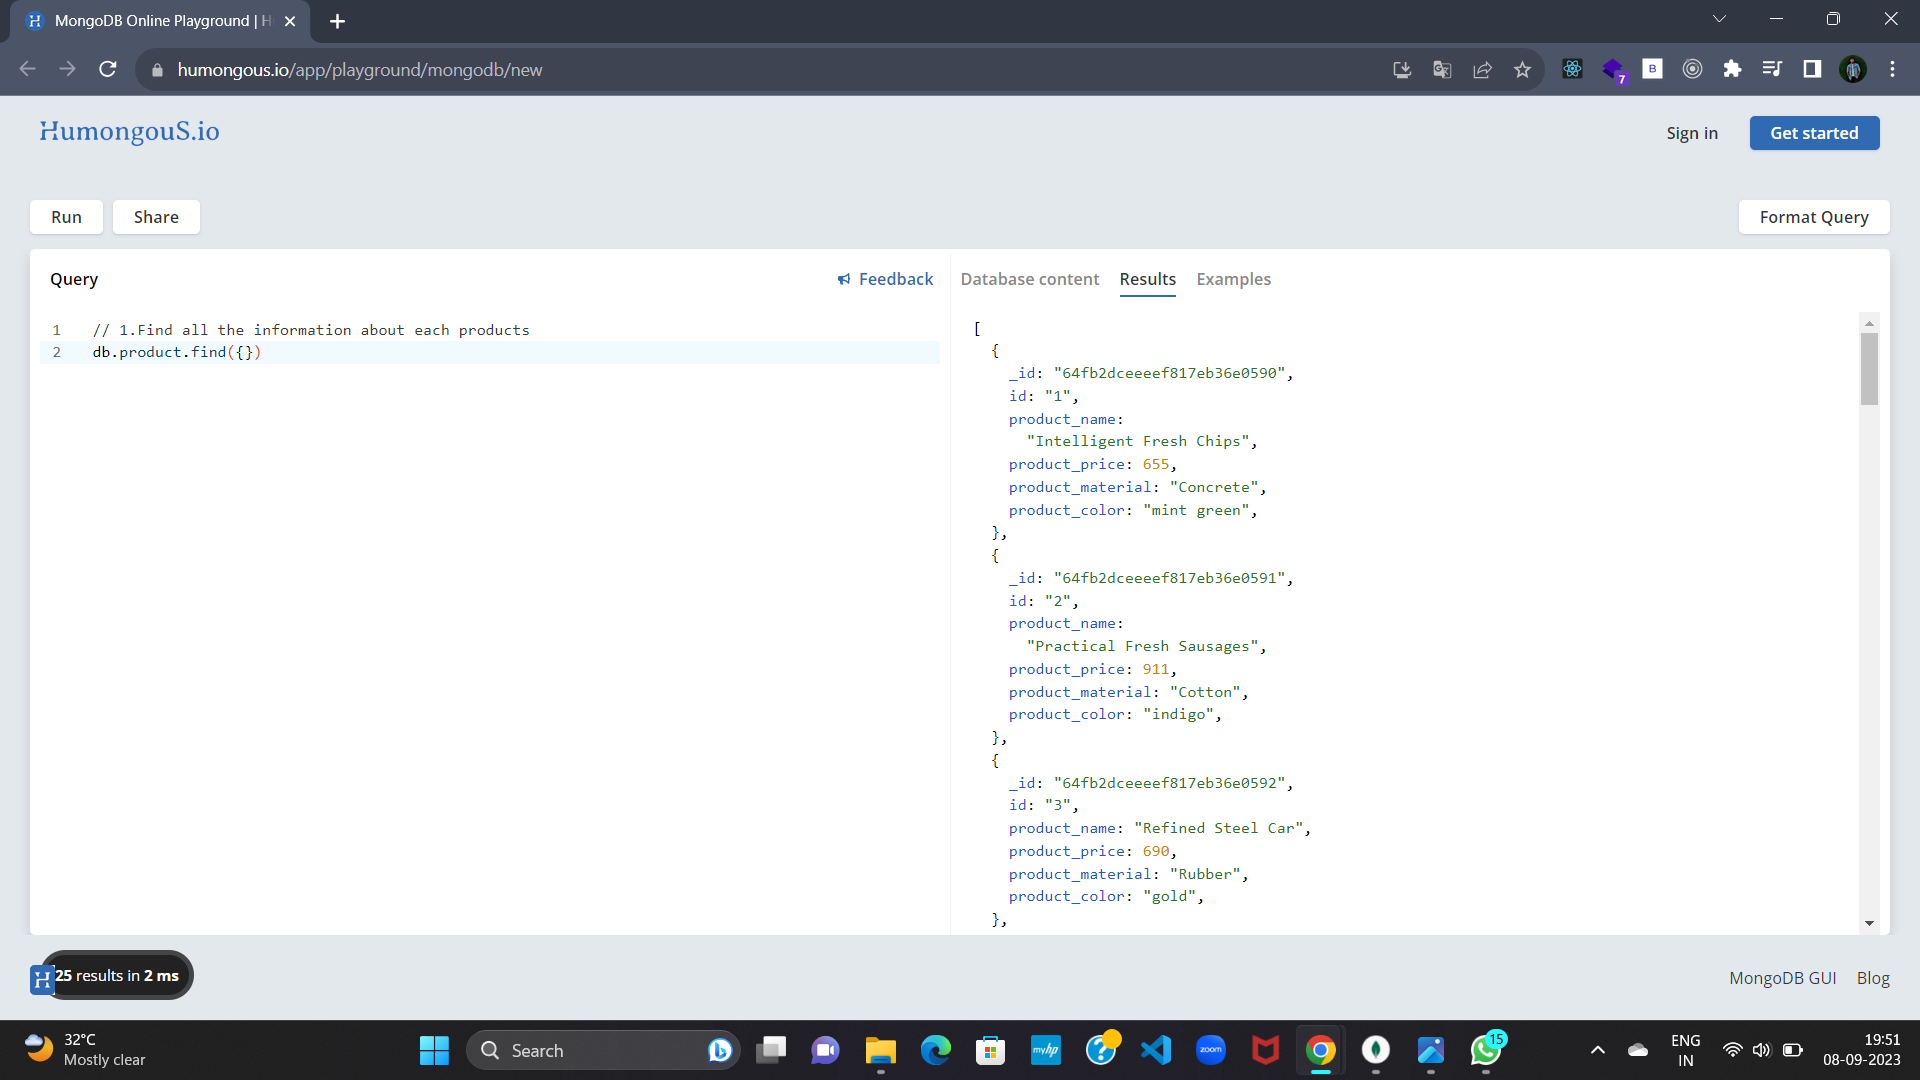 MongoDB Online Playground | H
humongous.io/app/playground/mongodb/new
7
B
HumongouS.io
Sign in
Get started
Run
Share
Format Query
Query
Feedback
Database content
Results
Examples
1 // 1.Find all the information about each products
2 db.product.find({})
[
{
_id: "64fb2dceeeef817eb36e0590",
id: "1",
product_name:
"Intelligent Fresh Chips",
product_price: 655,
product_material: "Concrete",
product_color: "mint green",
},
{
_id: "64fb2dceeeef817eb36e0591",
id: "2",
product_name:
"Practical Fresh Sausages",
product_price: 911,
product_material: "Cotton",
product_color: "indigo",
},
{
_id: "64fb2dceeeef817eb36e0592",
id: "3",
product_name: "Refined Steel Car",
product_price: 690,
product_material: "Rubber",
product_color: "gold",
},
H
25 results in 2 ms
MongoDB GUI
Blog
32°C
Mostly clear
Search
myhp
?
zoom
15
ENG
IN
19:51
08-09-2023